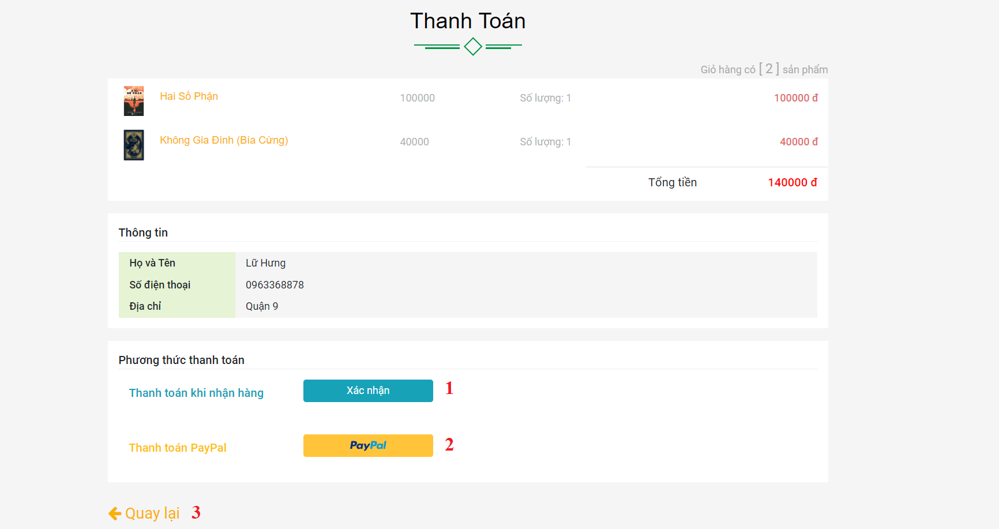 Thanh Toán
Giỏ hàng có [ 2 ] sản phẩm
Hai Số Phận 100000 Số lượng: 1 100000 đ
Không Gia Đình (Bìa Cứng) 40000 Số lượng: 1 40000 đ
Tổng tiền 140000 đ
Thông tin
Họ và Tên Lữ Hưng
Số điện thoại 0963368878
Địa chỉ Quận 9
Phương thức thanh toán
Thanh toán khi nhận hàng Xác nhận 1
Thanh toán PayPal PayPal 2
Quay lại 3